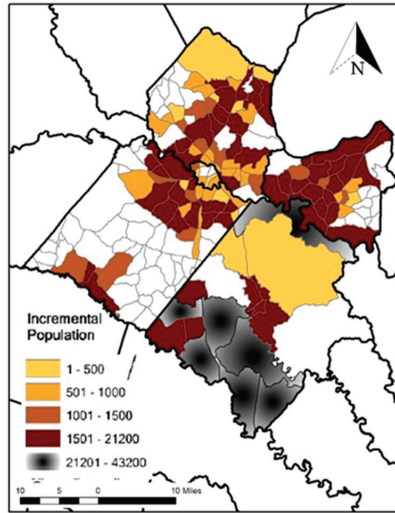 N
Incremental
Population
1 - 500
501 - 1000
1001 - 1500
1501 - 21200
21201 - 43200
10 5 0 10 Miles